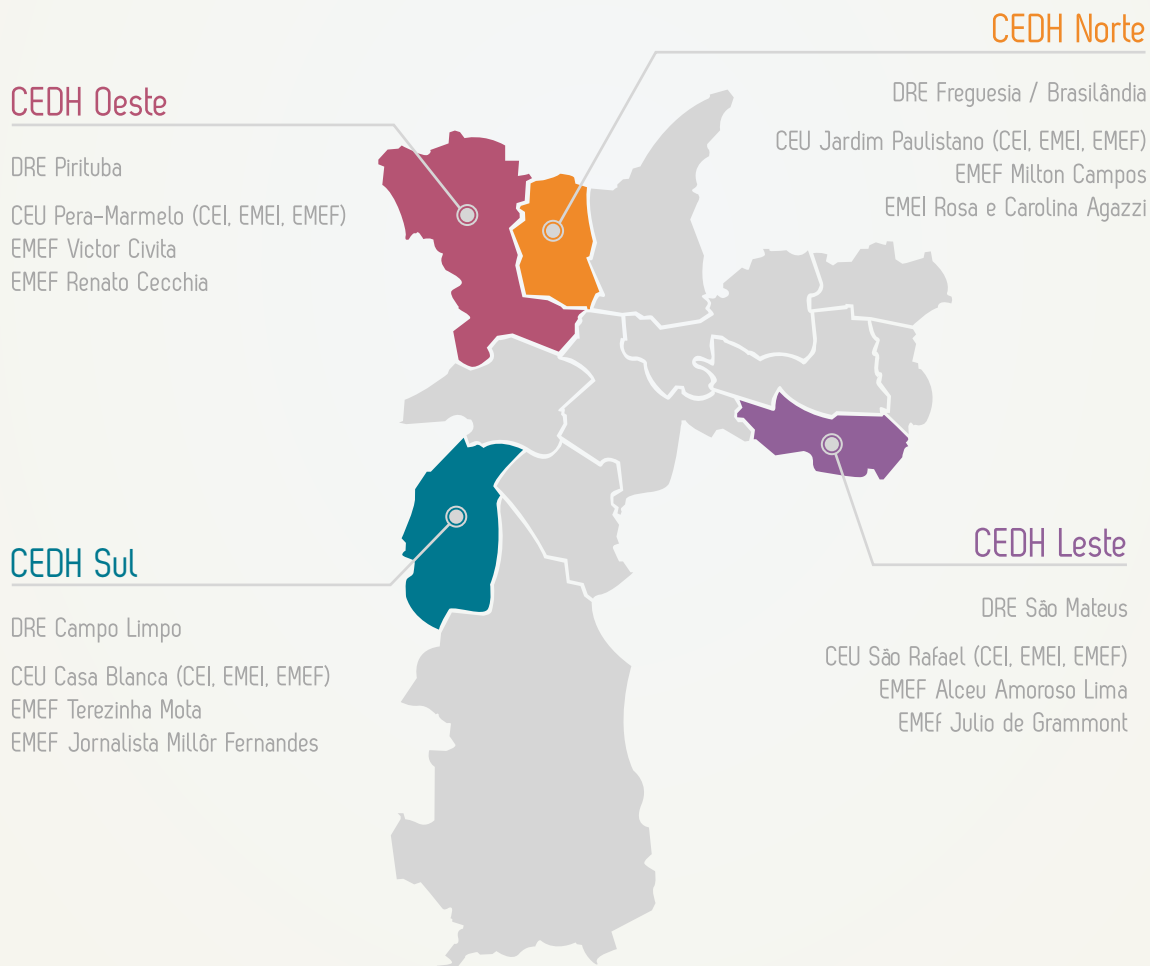 CEDH Norte
DRE Freguesia / Brasilândia
CEU Jardim Paulistano (CEI, EMEI, EMEF)
EMEF Milton Campos
EMEI Rosa e Carolina Agazzi
CEDH Oeste
DRE Pirituba
CEU Pera-Marmelo (CEI, EMEI, EMEF)
EMEF Victor Civita
EMEF Renato Cecchia
CEDH Sul
DRE Campo Limpo
CEU Casa Blanca (CEI, EMEI, EMEF)
EMEF Terezinha Mota
EMEF Jornalista Millôr Fernandes
CEDH Leste
DRE São Mateus
CEU São Rafael (CEI, EMEI, EMEF)
EMEF Alceu Amoroso Lima
EMEf Julio de Grammont